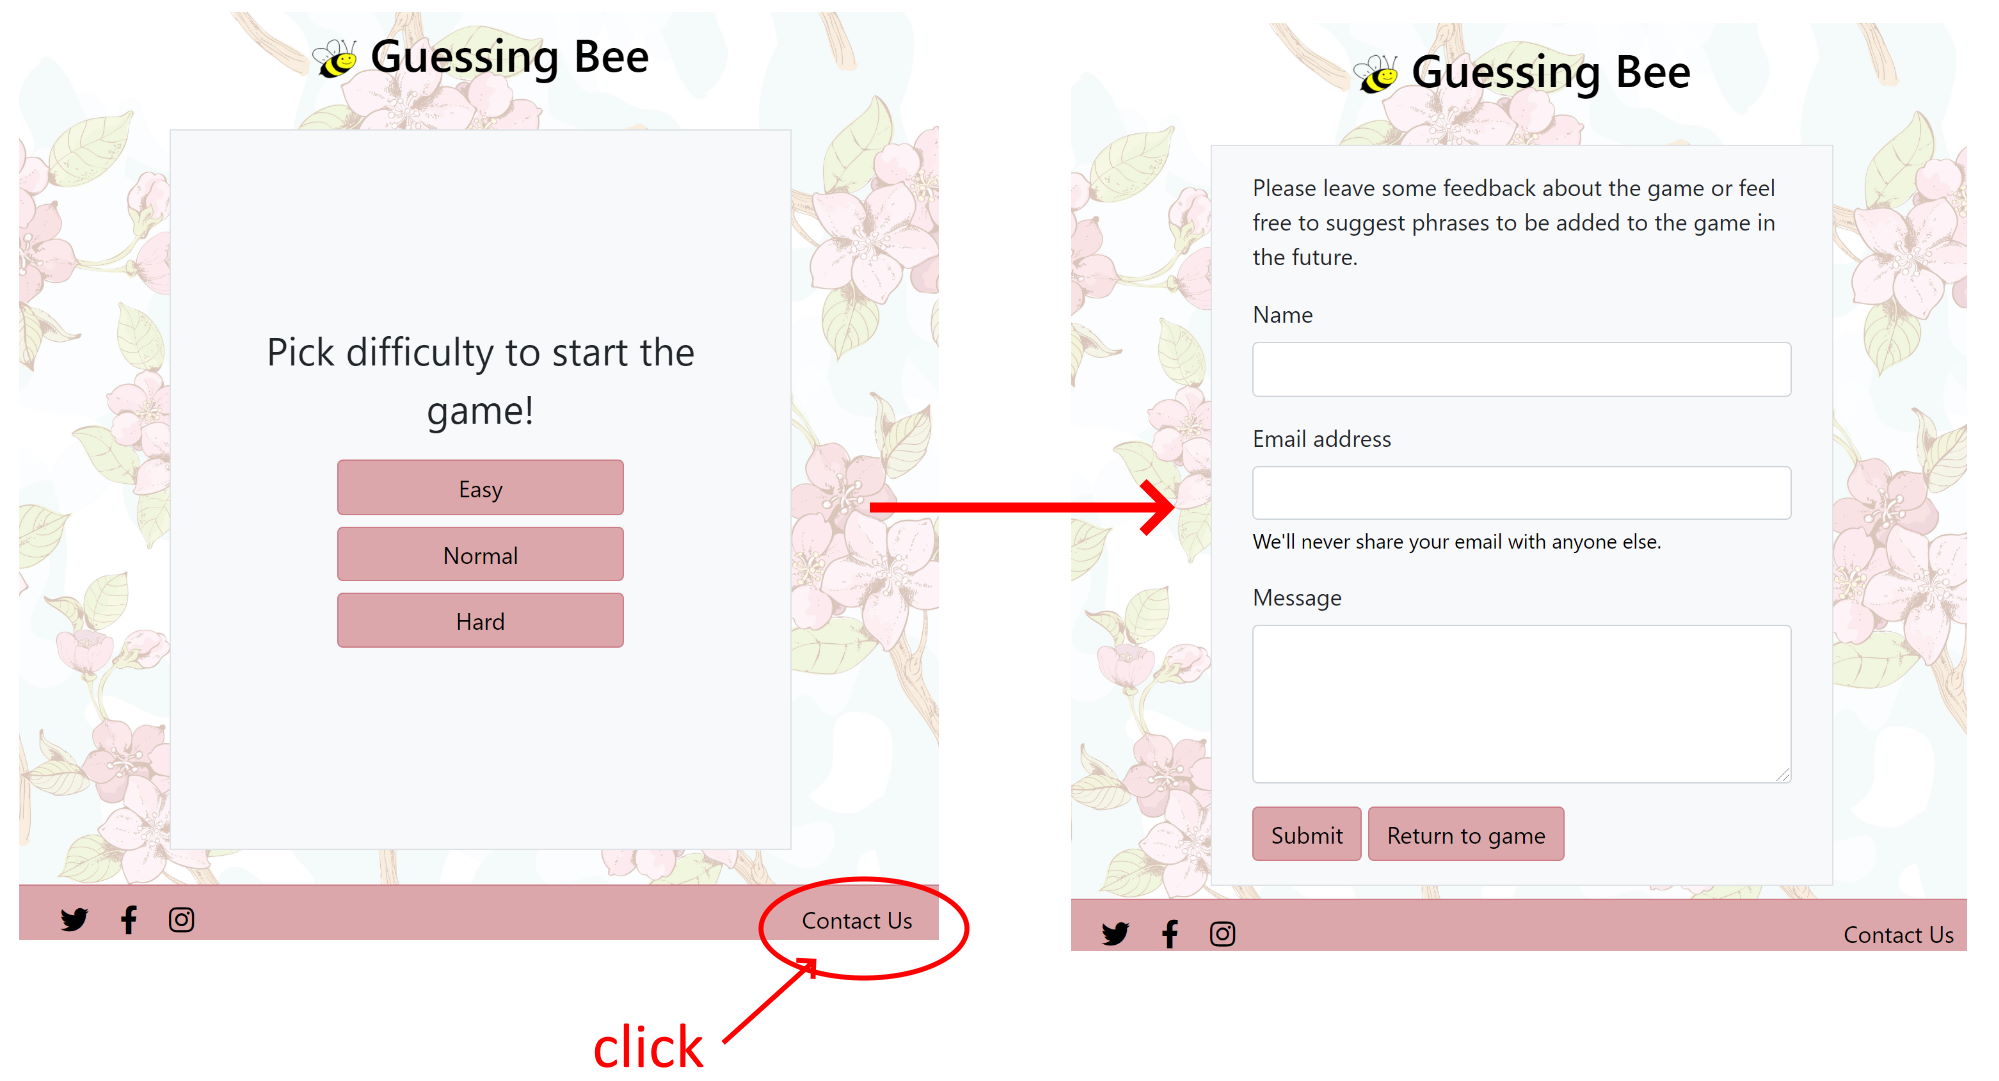 Guessing Bee
Pick difficulty to start the
game!
Easy
Normal
Hard
Contact Us
click
Guessing Bee
Please leave some feedback about the game or feel
free to suggest phrases to be added to the game in
the future.
Name
Email address
We'll never share your email with anyone else.
Message
Submit
Return to game
Contact Us